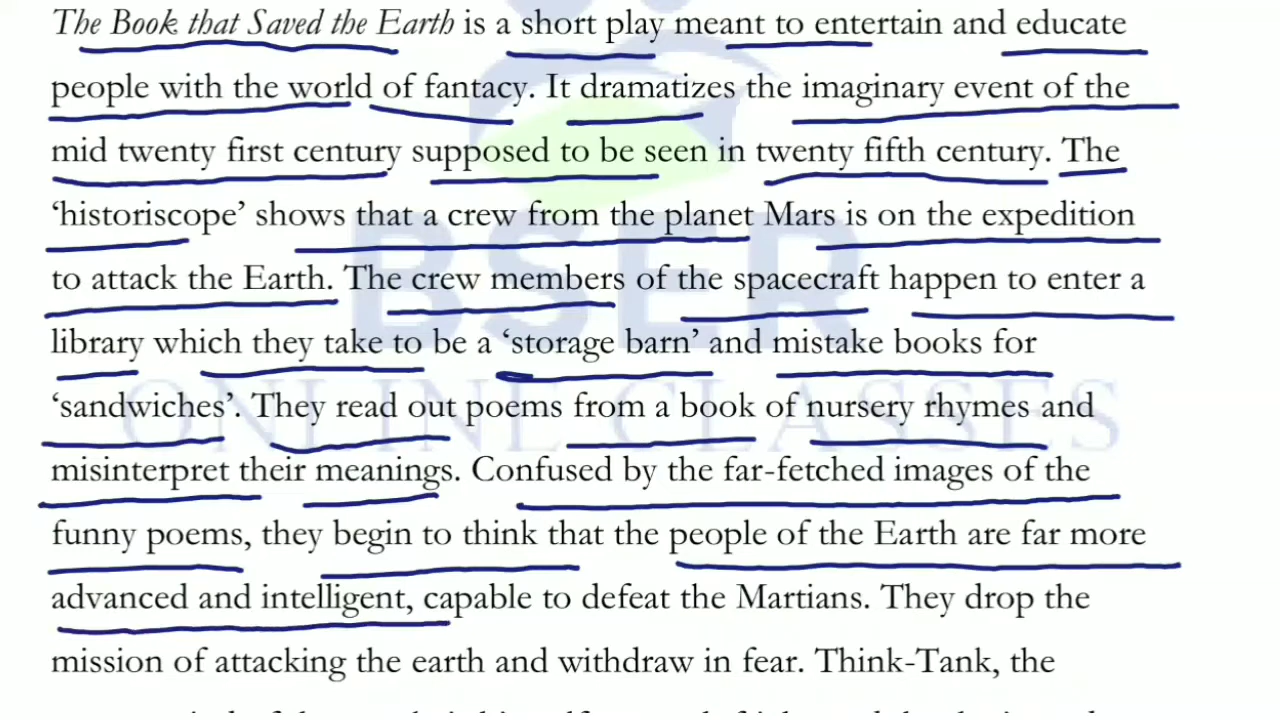 The Book that Saved the Earth is a short play meant to entertain and educate
people with the world of fantacy. It dramatizes the imaginary event of the
mid twenty first century supposed to be seen in twenty fifth century. The
‘historiscope’ shows that a crew from the planet Mars is on the expedition
to attack the Earth. The crew members of the spacecraft happen to enter a
library which they take to be a ‘storage barn’ and mistake books for
‘sandwiches’. They read out poems from a book of nursery rhymes and
misinterpret their meanings. Confused by the far-fetched images of the
funny poems, they begin to think that the people of the Earth are far more
advanced and intelligent, capable to defeat the Martians. They drop the
mission of attacking the earth and withdraw in fear. Think-Tank, the
BSER
ONLINE CLASSES